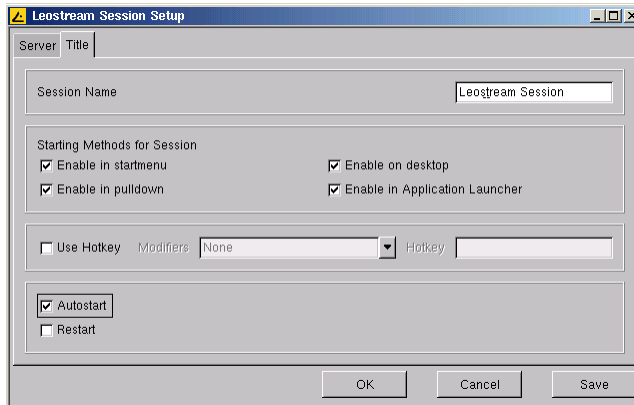 Leostream Session Setup
Server Title
Session Name Leostream Session
Starting Methods for Session
Enable in startmenu Enable on desktop
Enable in pulldown Enable in Application Launcher
Use Hotkey Modifiers None Hotkey
Autostart
Restart
OK Cancel Save